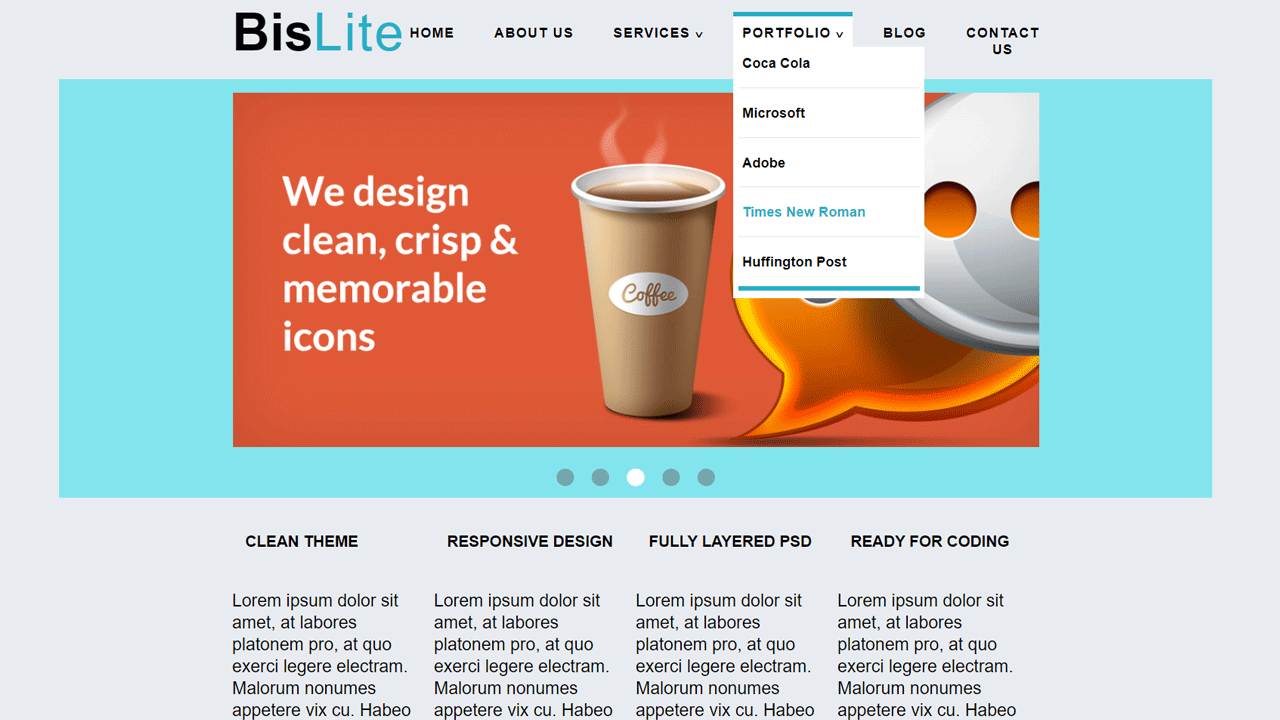 BisLite
HOME ABOUT US SERVICES v PORTFOLIO v BLOG CONTACT
US
Coca Cola
Microsoft
Adobe
Times New Roman
Huffington Post
We design
clean, crisp &
memorable
icons
Coffee
CLEAN THEME
Lorem ipsum dolor sit
amet, at labores
platonem pro, at quo
exerci legere electram.
Malorum nonumes
appetere vix cu. Habeo
RESPONSIVE DESIGN
Lorem ipsum dolor sit
amet, at labores
platonem pro, at quo
exerci legere electram.
Malorum nonumes
appetere vix cu. Habeo
FULLY LAYERED PSD
Lorem ipsum dolor sit
amet, at labores
platonem pro, at quo
exerci legere electram.
Malorum nonumes
appetere vix cu. Habeo
READY FOR CODING
Lorem ipsum dolor sit
amet, at labores
platonem pro, at quo
exerci legere electram.
Malorum nonumes
appetere vix cu. Habeo